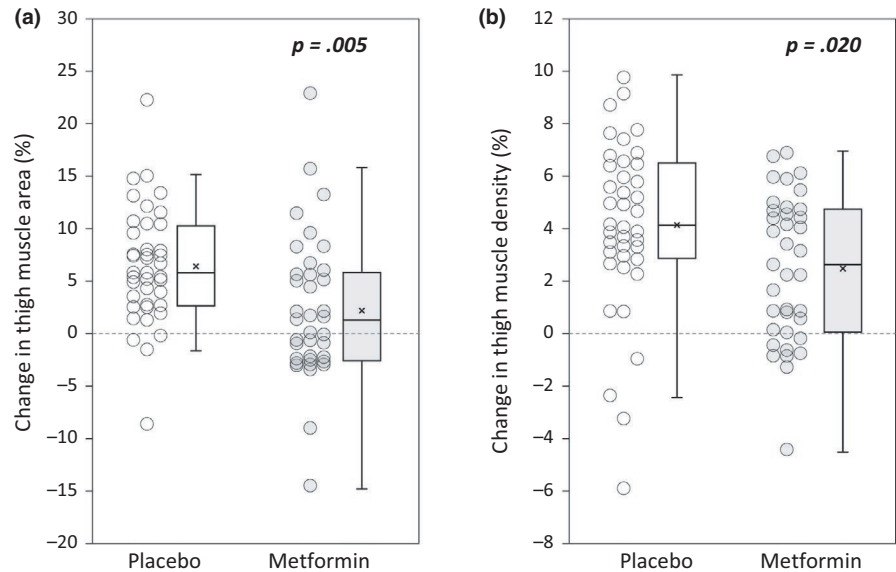 (a)
p = .005
Change in thigh muscle area (%)
30
25
20
15
10
5
0
–5
–10
–15
–20
Placebo Metformin
(b)
p = .020
Change in thigh muscle density (%)
12
10
8
6
4
2
0
–2
–4
–6
–8
Placebo Metformin